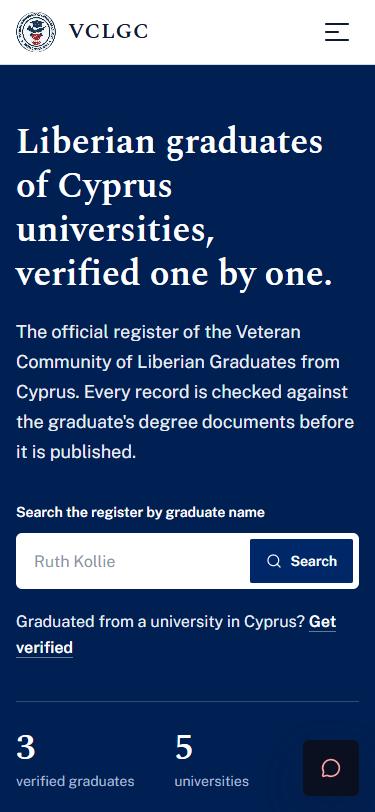 VCLGC
Liberian graduates
of Cyprus
universities,
verified one by one.
The official register of the Veteran
Community of Liberian Graduates from
Cyprus. Every record is checked against
the graduate's degree documents before
it is published.
Search the register by graduate name
Ruth Kollie
Search
Graduated from a university in Cyprus? Get
verified
3
5
verified graduates
universities